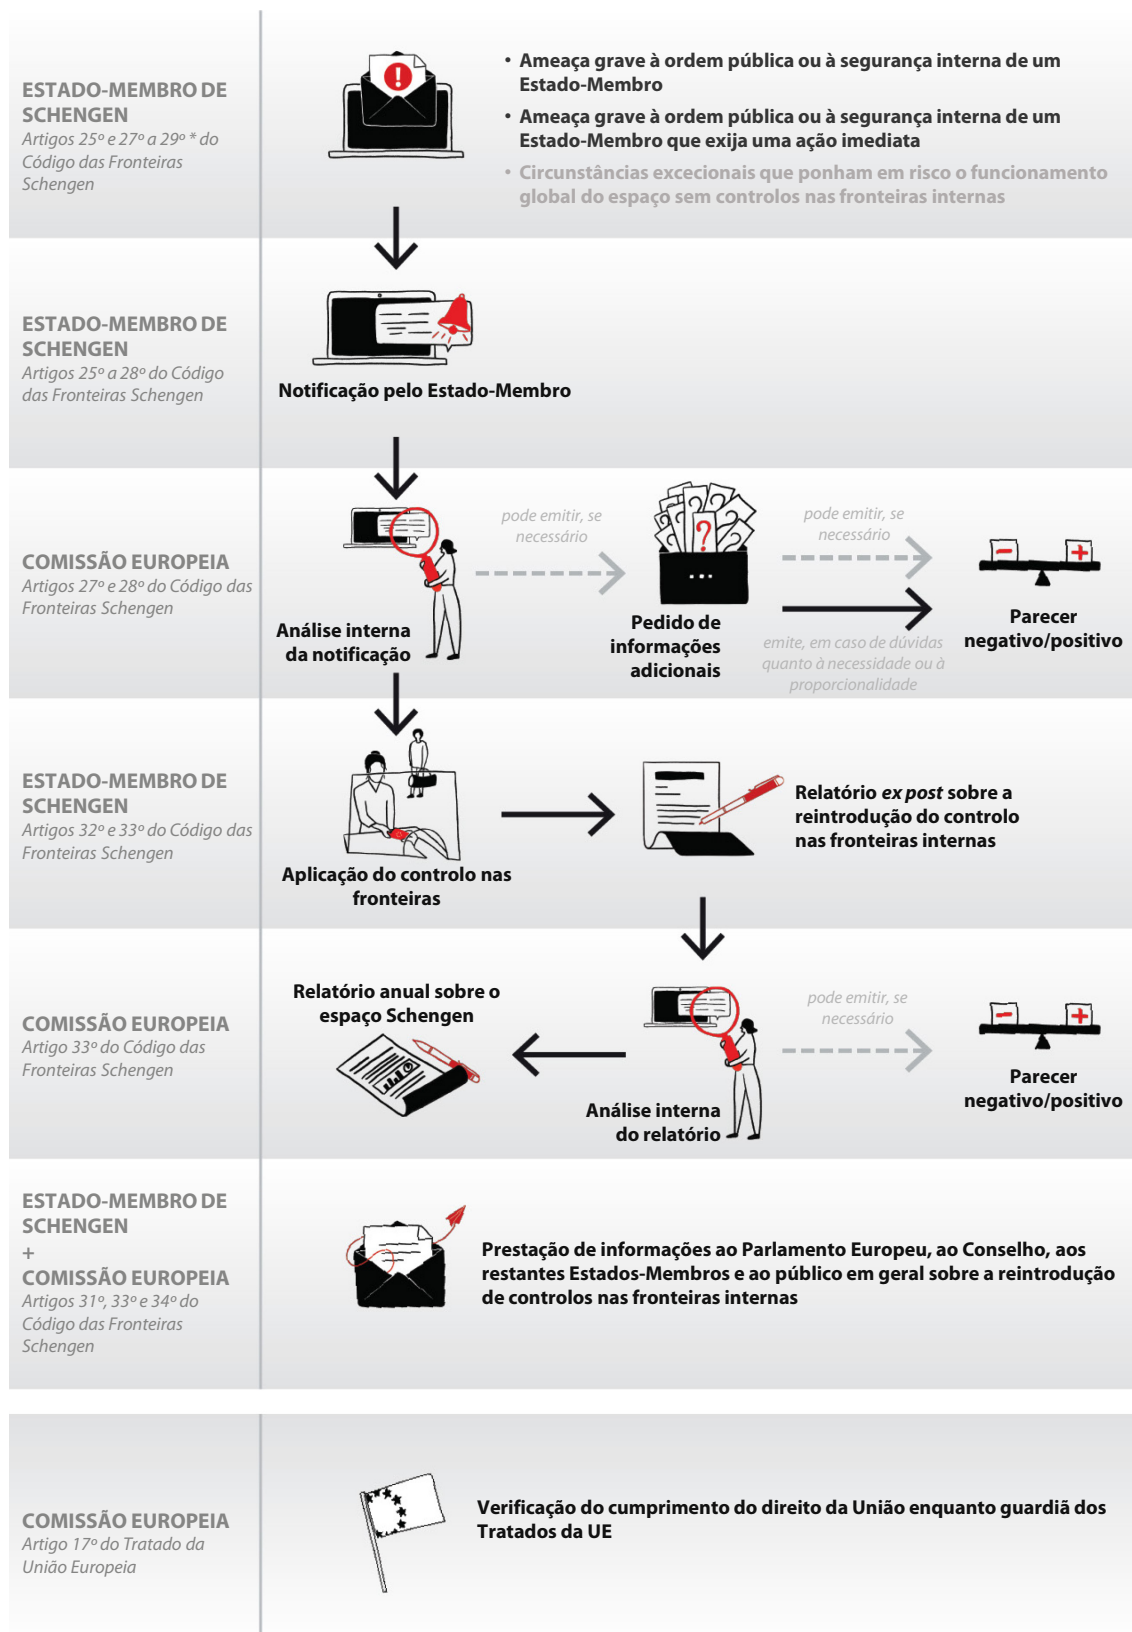 ESTADO-MEMBRO DE
SCHENGEN
Artigos 25º e 27º a 29º * do
Código das Fronteiras
Schengen
• Ameaça grave à ordem pública ou à segurança interna de um
Estado-Membro
• Ameaça grave à ordem pública ou à segurança interna de um
Estado-Membro que exija uma ação imediata
• Circunstâncias excecionais que ponham em risco o funcionamento
global do espaço sem controlos nas fronteiras internas
ESTADO-MEMBRO DE
SCHENGEN
Artigos 25º a 28º do Código
das Fronteiras Schengen
Notificação pelo Estado-Membro
COMISSÃO EUROPEIA
Artigos 27º e 28º do Código das
Fronteiras Schengen
Análise interna
da notificação
pode emitir, se
necessário
Pedido de
informações
adicionais
pode emitir, se
necessário
emite, em caso de dúvidas
quanto à necessidade ou à
proporcionalidade
Parecer
negativo/positivo
ESTADO-MEMBRO DE
SCHENGEN
Artigos 32º e 33º do Código das
Fronteiras Schengen
Aplicação do controlo nas
fronteiras
Relatório ex post sobre a
reintrodução do controlo
nas fronteiras internas
COMISSÃO EUROPEIA
Artigo 33º do Código das
Fronteiras Schengen
Relatório anual sobre o
espaço Schengen
Análise interna
do relatório
pode emitir, se
necessário
Parecer
negativo/positivo
ESTADO-MEMBRO DE
SCHENGEN
+
COMISSÃO EUROPEIA
Artigos 31º, 33º e 34º do
Código das Fronteiras
Schengen
Prestação de informações ao Parlamento Europeu, ao Conselho, aos
restantes Estados-Membros e ao público em geral sobre a reintrodução
de controlos nas fronteiras internas
COMISSÃO EUROPEIA
Artigo 17º do Tratado da
União Europeia
Verificação do cumprimento do direito da União enquanto guardiã dos
Tratados da UE